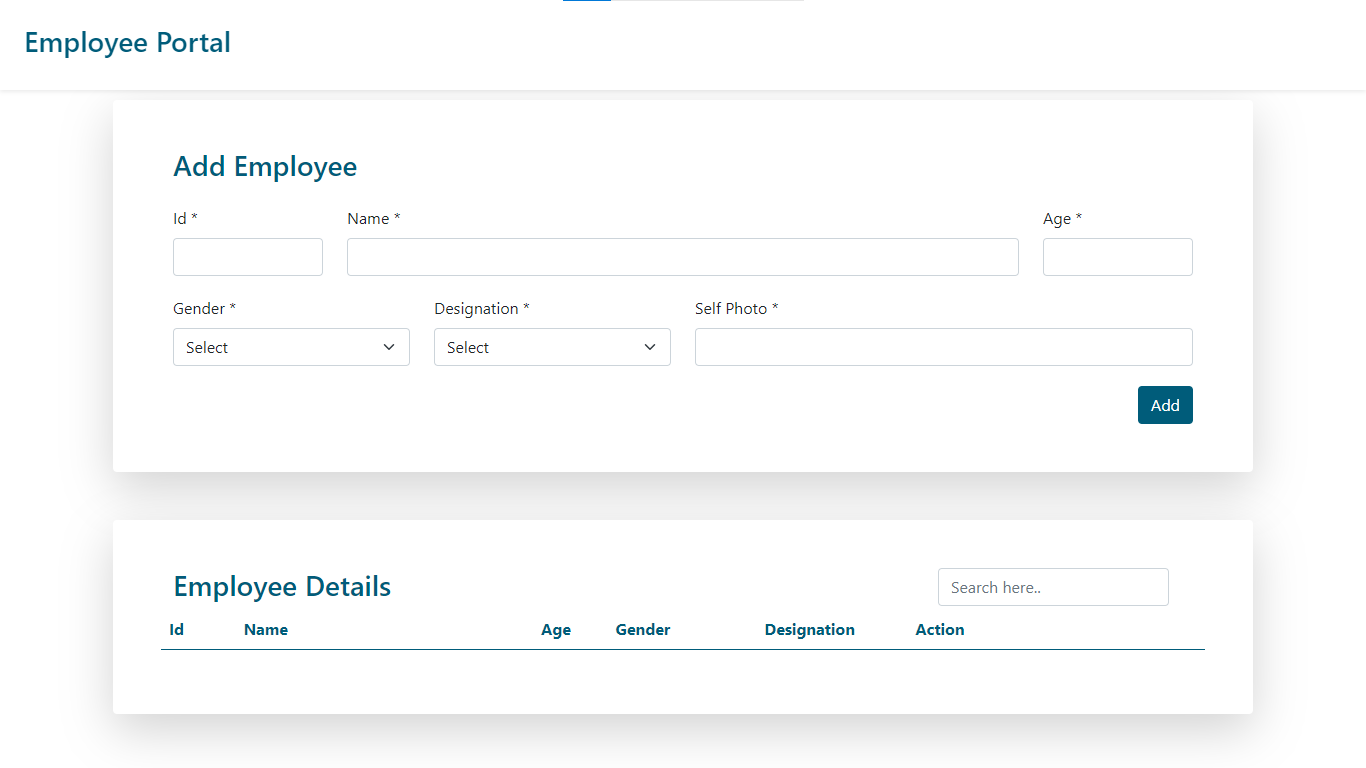 Employee Portal
Add Employee
Id * Name * Age *
Gender * Designation * Self Photo *
Select Select
Add
Employee Details Search here..
Id Name Age Gender Designation Action